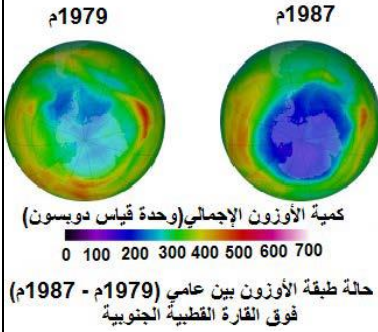 1979م 1987م
كمية الأوزون الإجمالي(وحدة قياس دوبسون)
0 100 200 300 400 500 600 700
حالة طبقة الأوزون بين عامي (1979م - 1987م)
فوق القارة القطبية الجنوبية